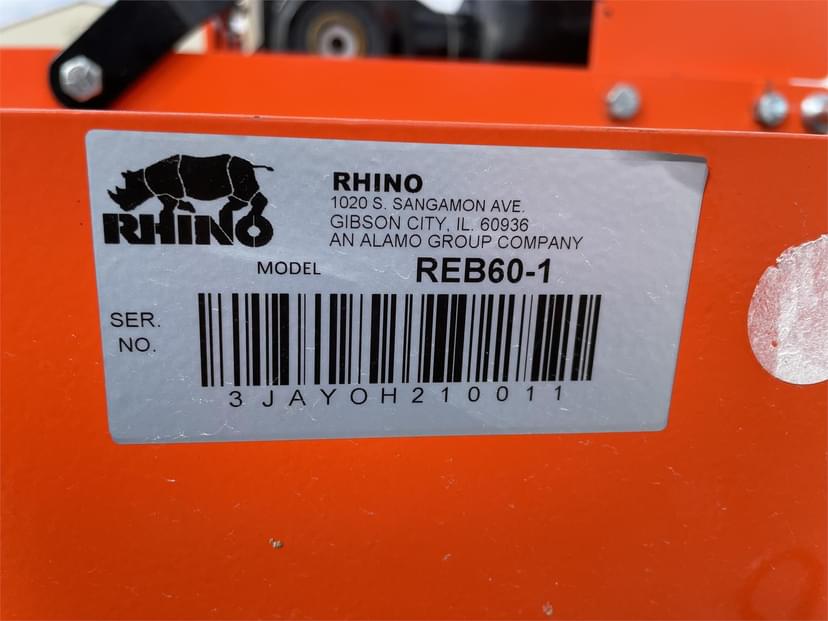 RHINO
RHINO
1020 S. SANGAMON AVE.
GIBSON CITY, IL. 60936
AN ALAMO GROUP COMPANY
MODEL REB60-1
SER.
NO.
3JAYOH210011